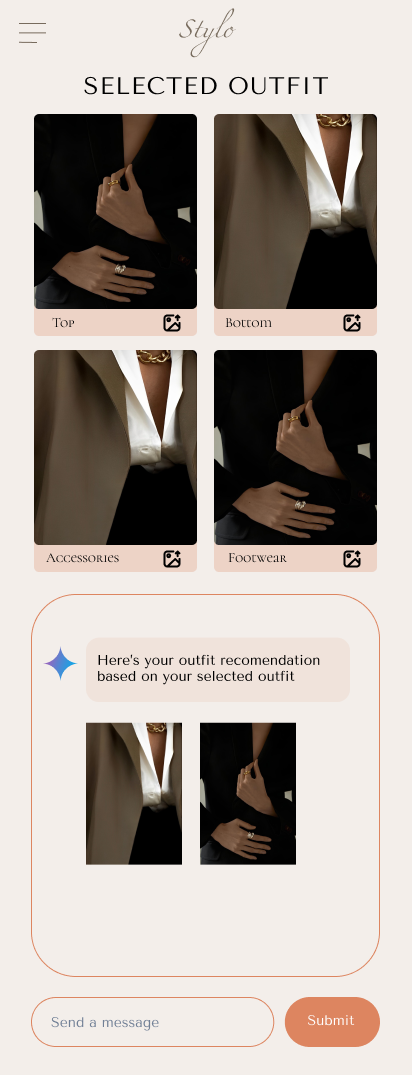 Stylo
SELECTED OUTFIT
Top
Bottom
Accessories
Footwear
Here's your outfit recomendation
based on your selected outfit
Send a message
Submit